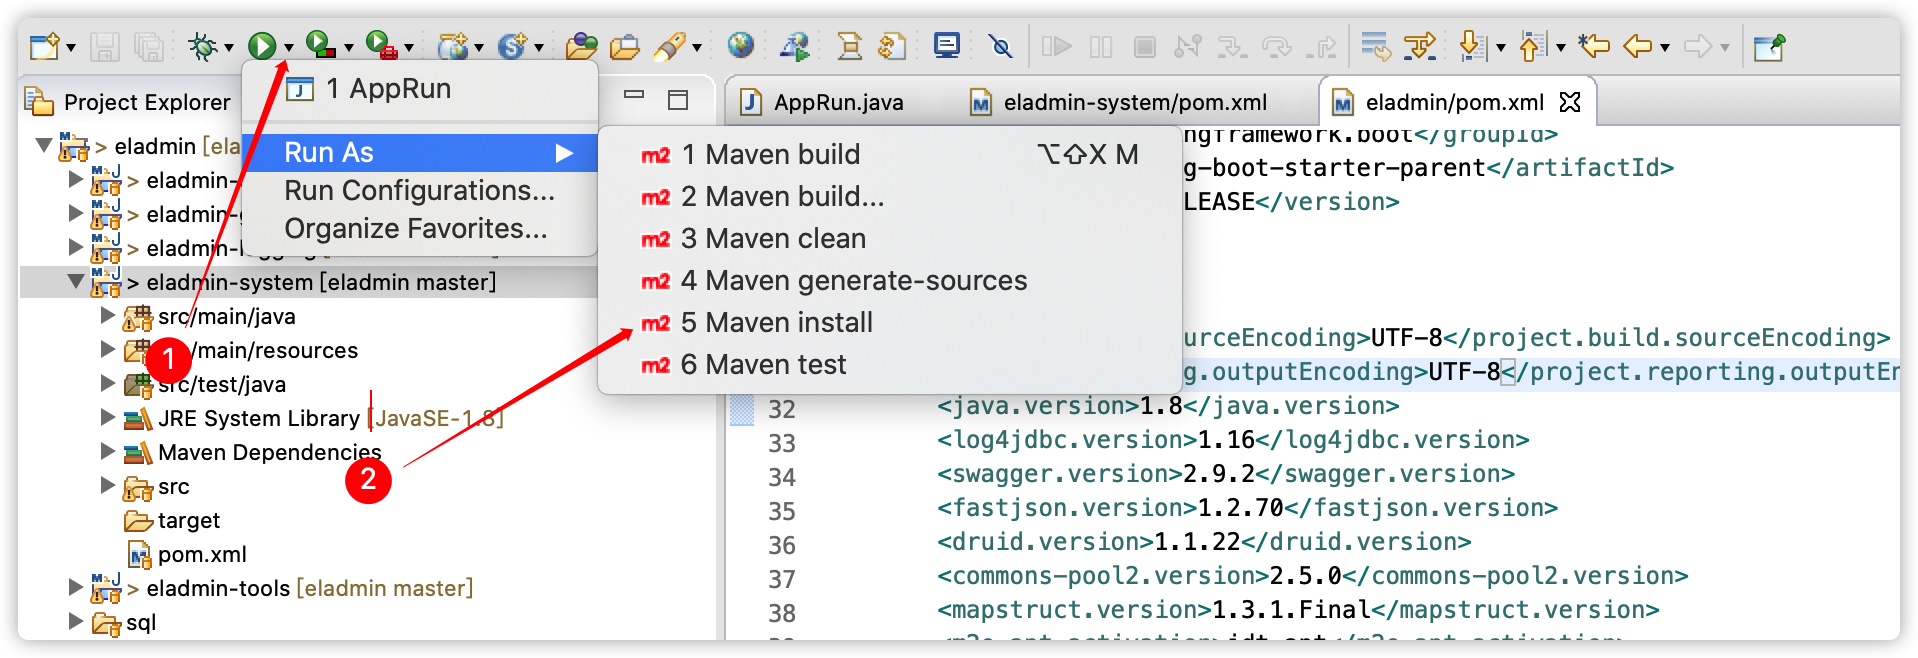 1 AppRun
Run As
Run Configurations...
Organize Favorites...
m2 1 Maven build ⌥⇧X M
m2 2 Maven build...
m2 3 Maven clean
m2 4 Maven generate-sources
m2 5 Maven install
m2 6 Maven test
Project Explorer
> eladmin [ela
> eladmin-
> eladmin-
> eladmin-
> eladmin-system [eladmin master]
src/main/java
/main/resources
src/test/java
JRE System Library [JavaSE-1.8]
Maven Dependencies
src
target
pom.xml
> eladmin-tools [eladmin master]
sql
1
2
AppRun.java
eladmin-system/pom.xml
eladmin/pom.xml
ngframework.boot</groupId>
g-boot-starter-parent</artifactId>
LEASE</version>
urceEncoding>UTF-8</project.build.sourceEncoding>
g.outputEncoding>UTF-8</project.reporting.outputEr
32 <java.version>1.8</java.version>
33 <log4jdbc.version>1.16</log4jdbc.version>
34 <swagger.version>2.9.2</swagger.version>
35 <fastjson.version>1.2.70</fastjson.version>
36 <druid.version>1.1.22</druid.version>
37 <commons-pool2.version>2.5.0</commons-pool2.version>
38 <mapstruct.version>1.3.1.Final</mapstruct.version>